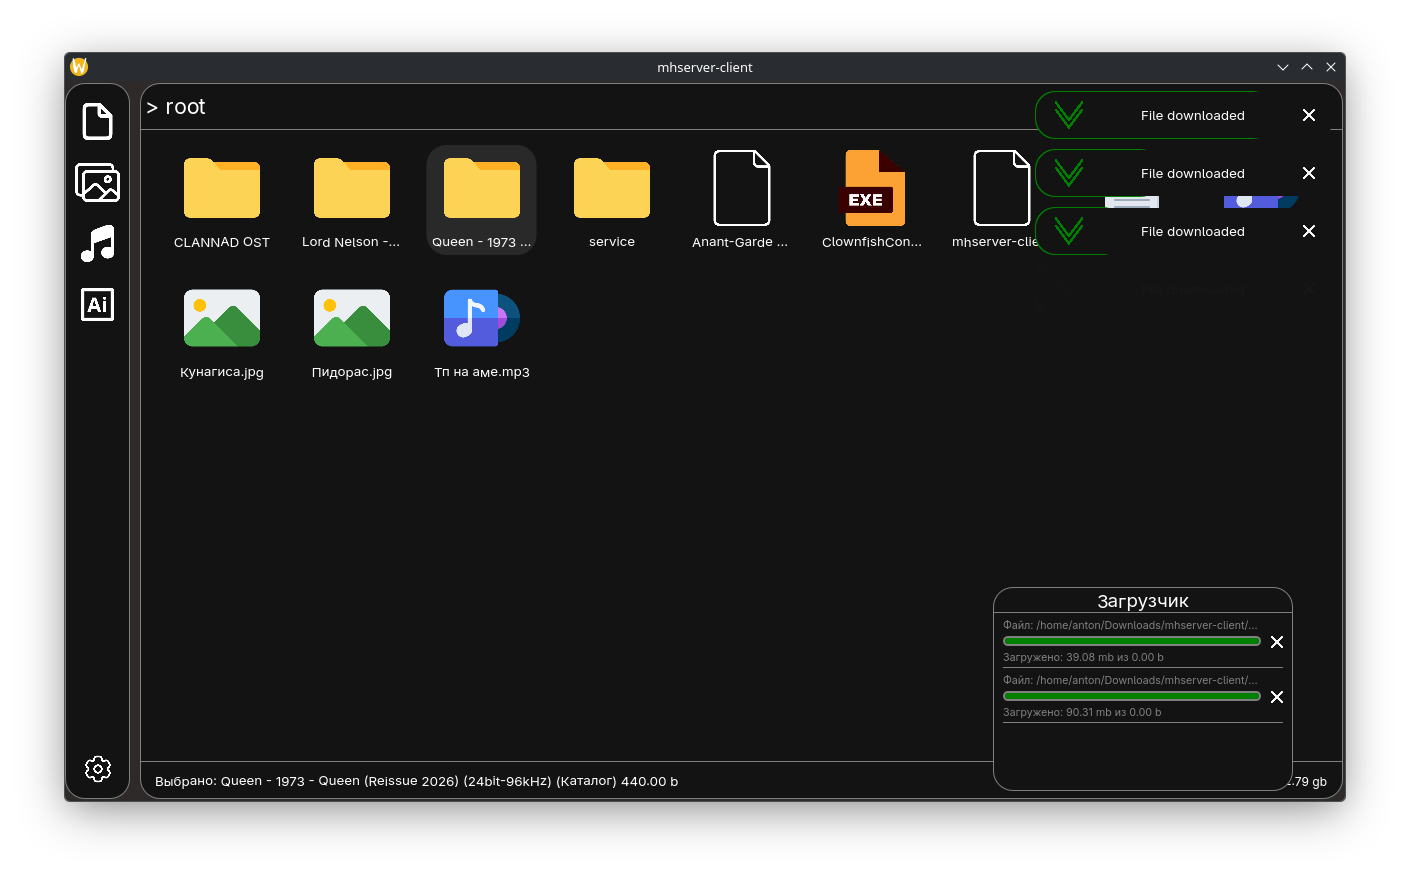 mhserver-client
> root
File downloaded
File downloaded
File downloaded
CLANNAD OST
Lord Nelson -...
Queen - 1973 ...
service
EXE
Anant-Garde ...
ClownfishCon...
mhserver-clie
Ai
Кунагиса.jpg
Пидорас.jpg
Тп на аме.mp3
Загрузчик
Файл: /home/anton/Downloads/mhserver-client/...
Загружено: 39.08 mb из 0.00 b
Файл: /home/anton/Downloads/mhserver-client/...
Загружено: 90.31 mb из 0.00 b
Выбрано: Queen - 1973 - Queen (Reissue 2026) (24bit-96kHz) (Каталог) 440.00 b
.79 gb